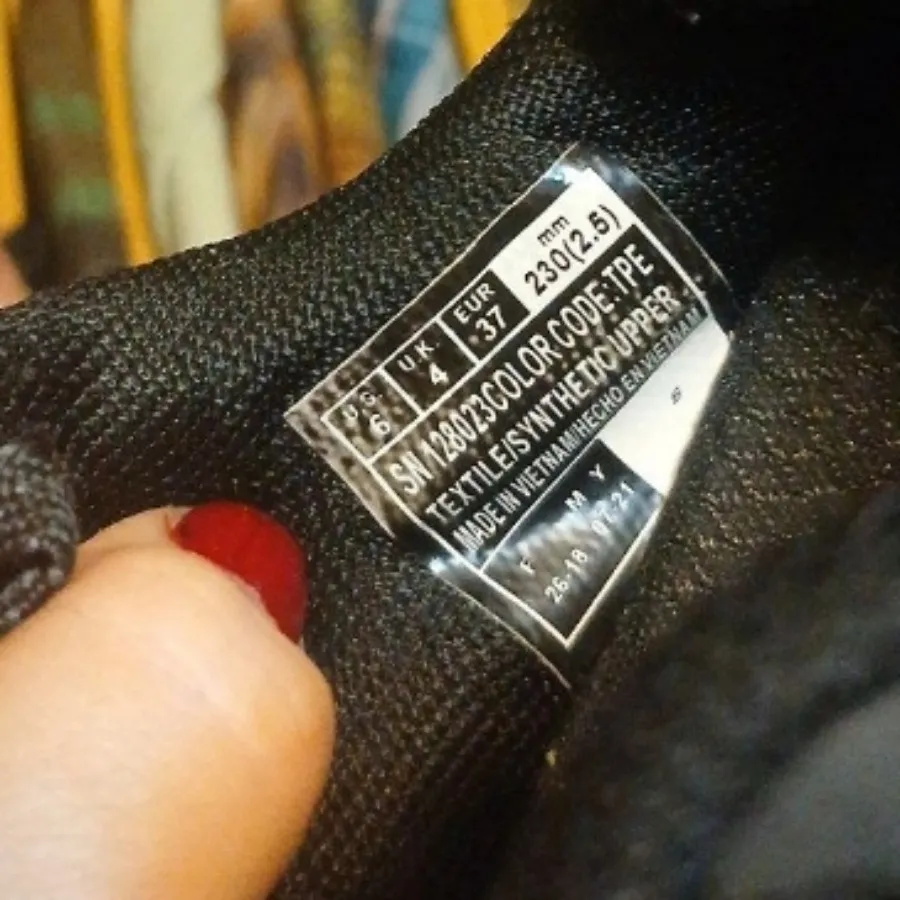 U.S. U.K. EUR mm
6 4 37 230(2.5)
SN 128023COLOR CODE:TPE
TEXTILE/SYNTHETIC UPPER
MADE IN VIETNAM/HECHO EN VIETNAM
F M Y
26-18 07-21